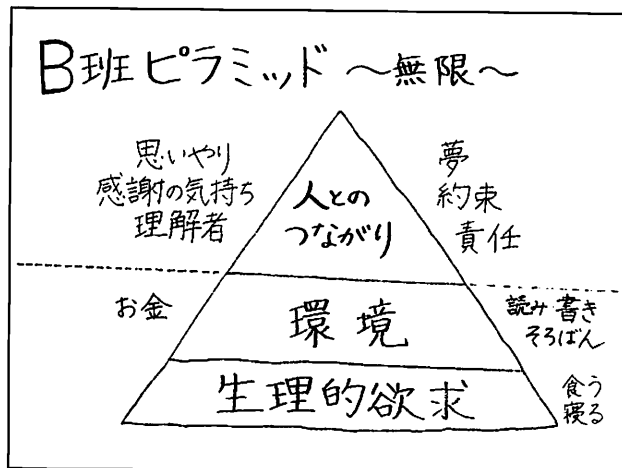 B班ピラミッド ～無限～
思いやり
感謝の気持ち
理解者
人との
つながり
夢
約束
責任
お金
環境
読み書き
そろばん
生理的欲求
食う
寝る